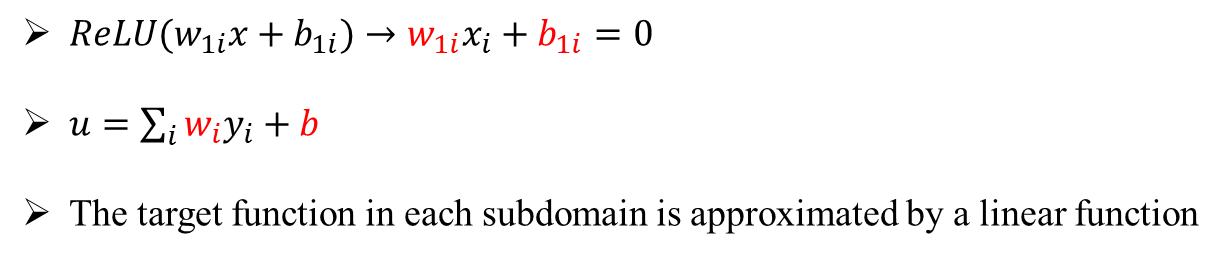 ➢ ReLU(w₁ᵢx + b₁ᵢ) → w₁ᵢxᵢ + b₁ᵢ = 0
➢ u = ∑ᵢ wᵢyᵢ + b
➢ The target function in each subdomain is approximated by a linear function